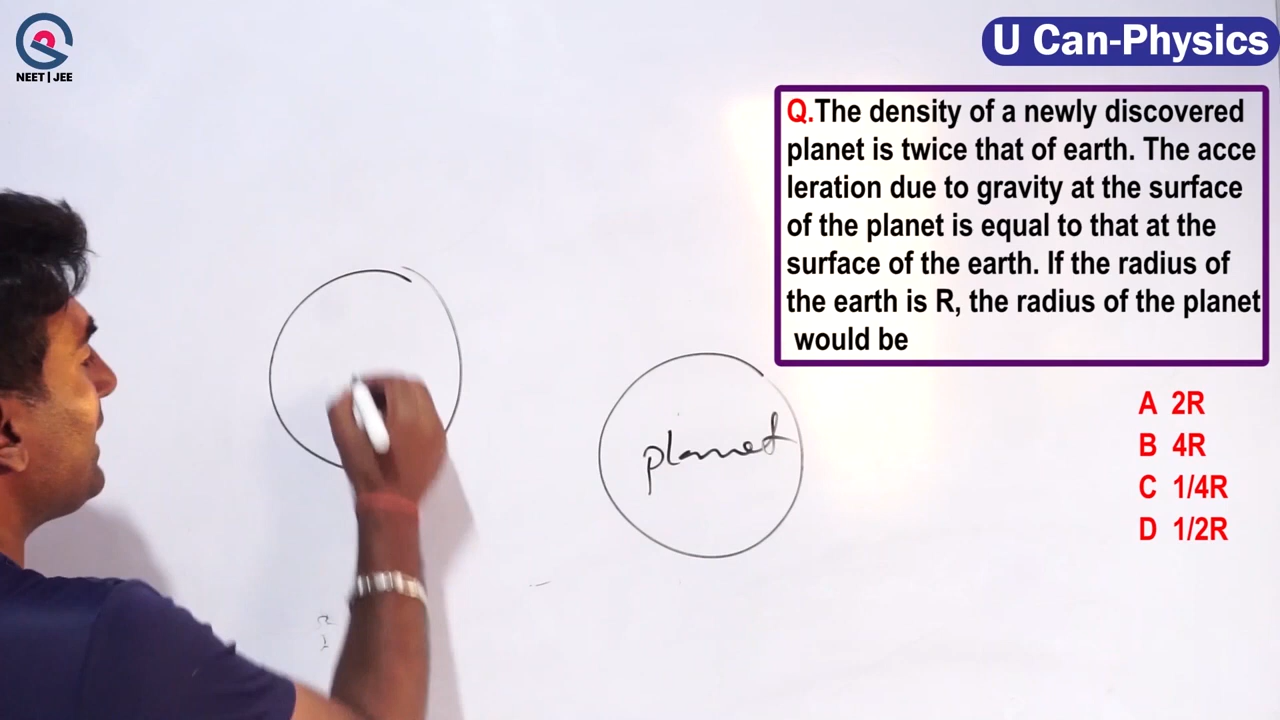 NEET | JEE
U Can-Physics
Q.The density of a newly discovered
planet is twice that of earth. The acce
leration due to gravity at the surface
of the planet is equal to that at the
surface of the earth. If the radius of
the earth is R, the radius of the planet
would be
A 2R
B 4R
C 1/4R
D 1/2R
planet